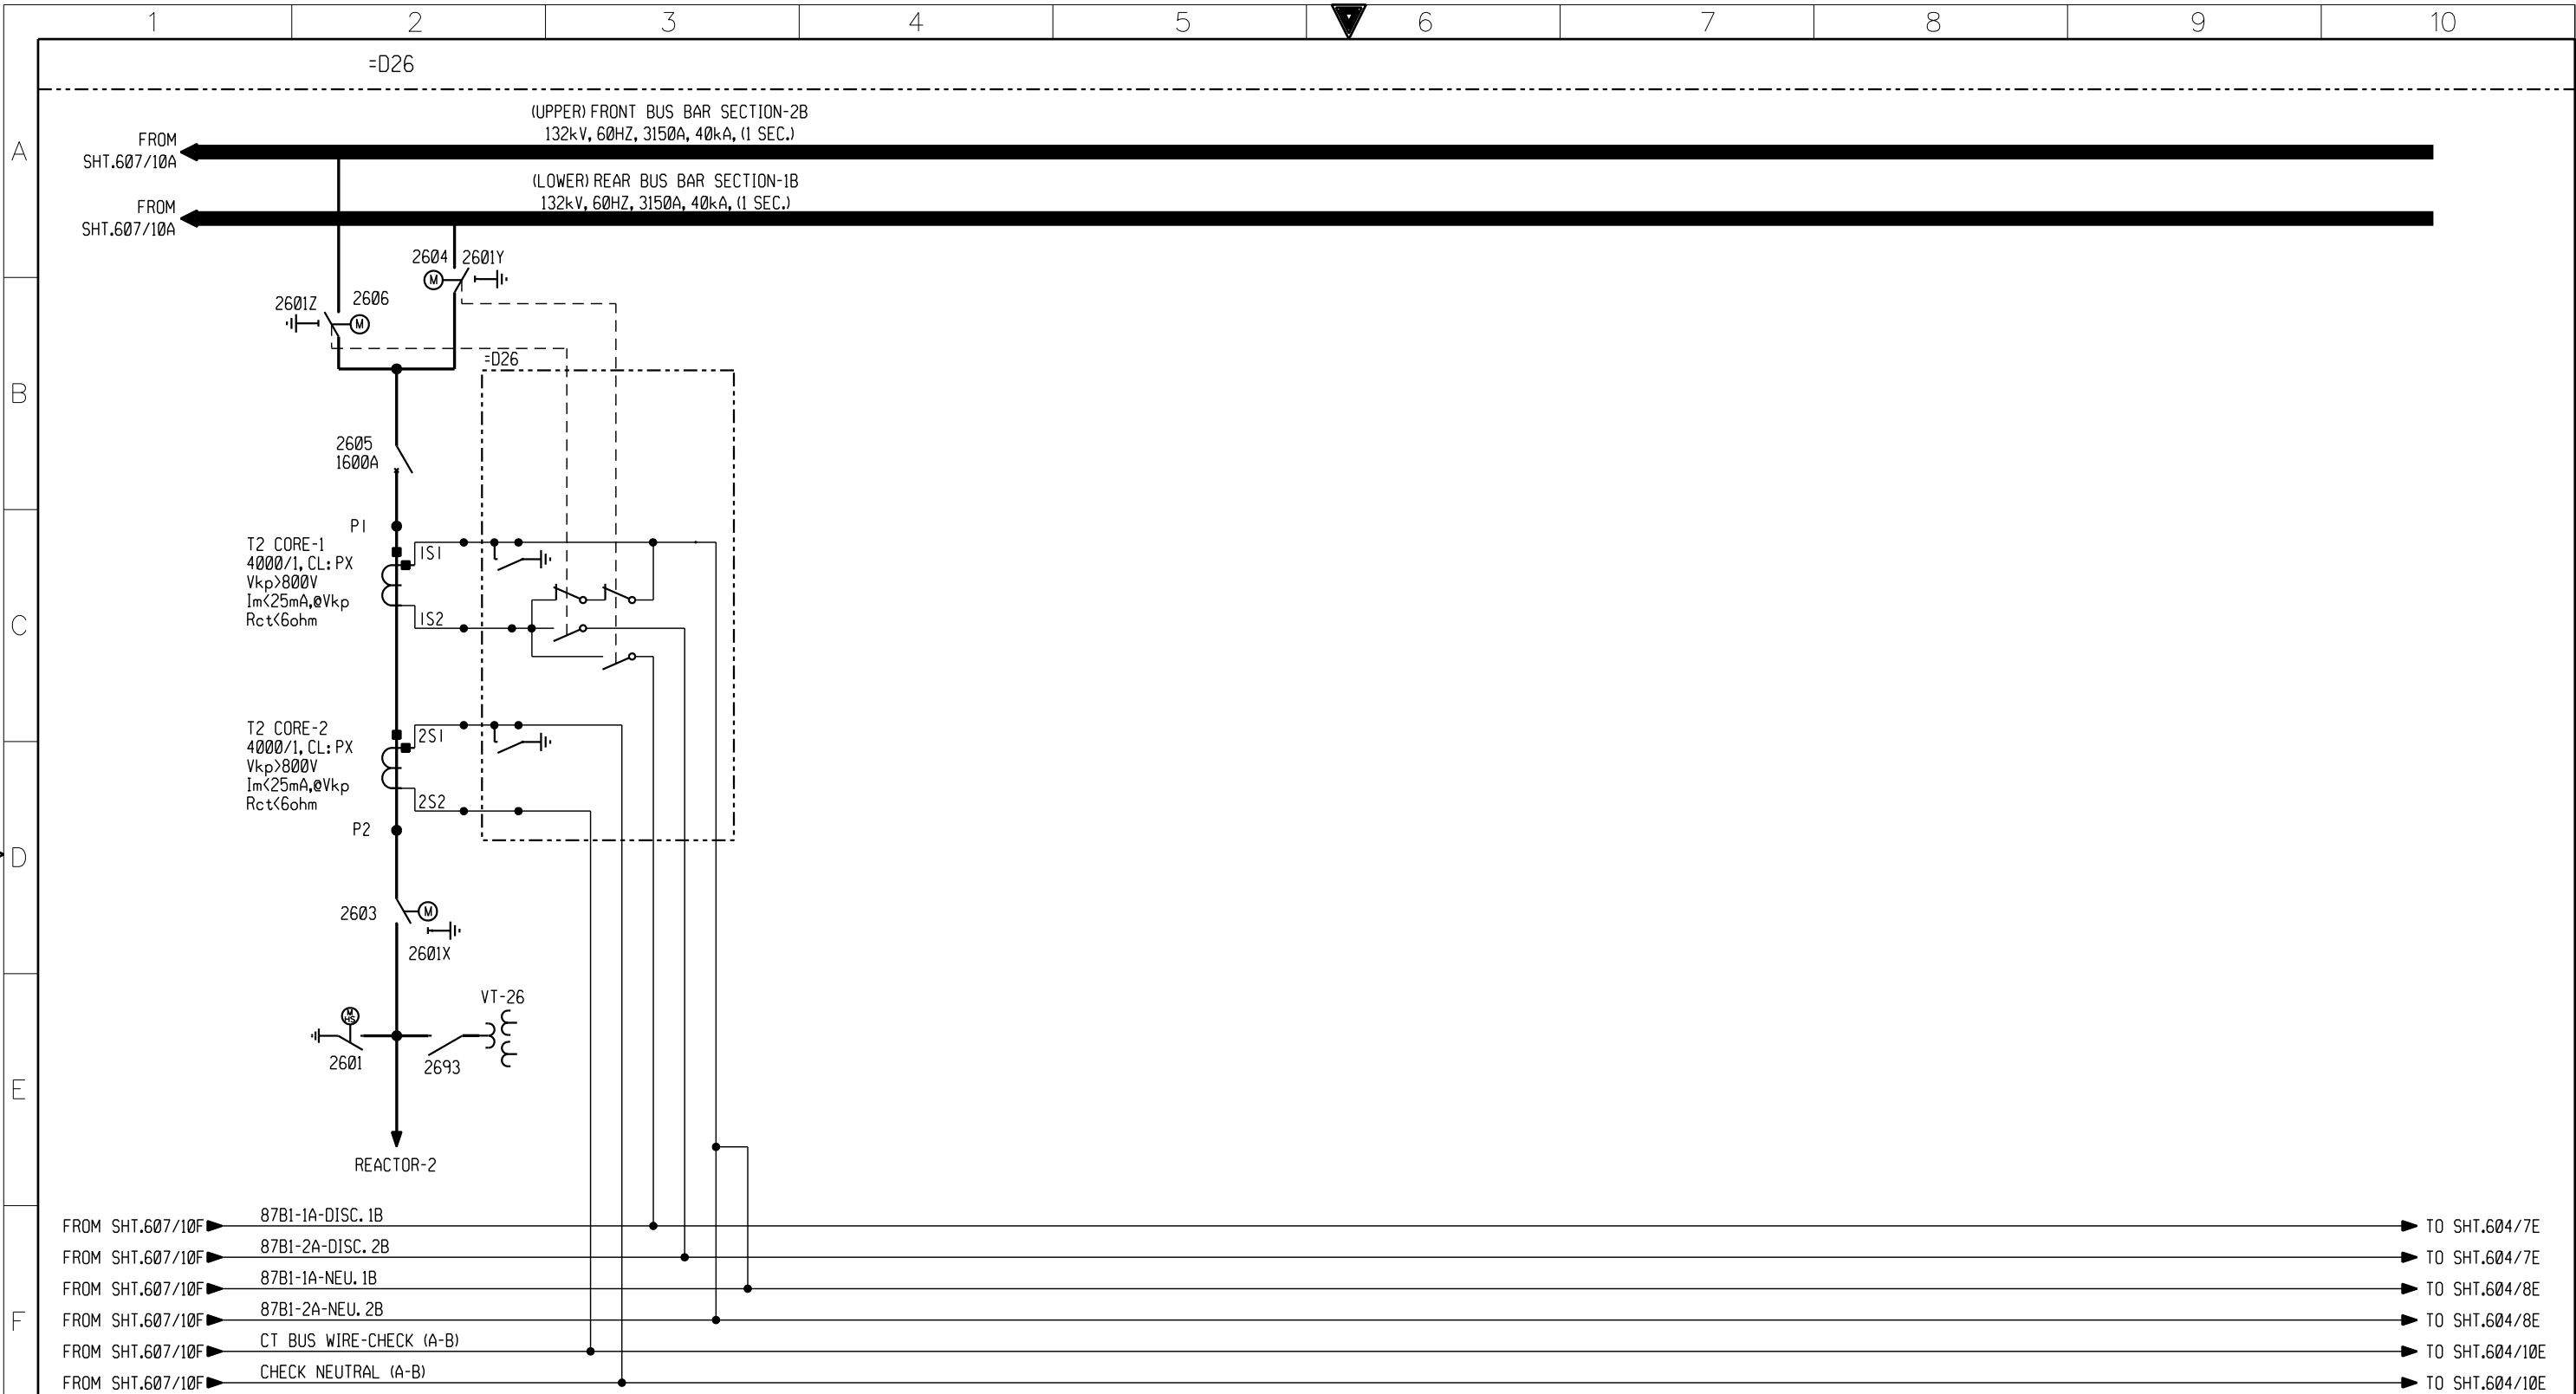 1 2 3 4 5 6 7 8 9 10
=D26
A
(UPPER) FRONT BUS BAR SECTION-2B
132kV, 60HZ, 3150A, 40kA, (1 SEC.)
FROM
SHT.607/10A
(LOWER) REAR BUS BAR SECTION-1B
132kV, 60HZ, 3150A, 40kA, (1 SEC.)
FROM
SHT.607/10A
2604 2601Y
M
2601Z 2606
M
=D26
B
2605
1600A
P1
T2 CORE-1
4000/1, CL: PX
Vkp>800V
Im<25mA,@Vkp
Rct<6ohm
1S1
1S2
C
T2 CORE-2
4000/1, CL: PX
Vkp>800V
Im<25mA,@Vkp
Rct<6ohm
2S1
2S2
P2
D
2603
M
2601X
VT-26
M
HS
2601
2693
E
REACTOR-2
FROM SHT.607/10F 87B1-1A-DISC. 1B TO SHT.604/7E
FROM SHT.607/10F 87B1-2A-DISC. 2B TO SHT.604/7E
FROM SHT.607/10F 87B1-1A-NEU. 1B TO SHT.604/8E
F
FROM SHT.607/10F 87B1-2A-NEU. 2B TO SHT.604/8E
FROM SHT.607/10F CT BUS WIRE-CHECK (A-B) TO SHT.604/10E
FROM SHT.607/10F CHECK NEUTRAL (A-B) TO SHT.604/10E